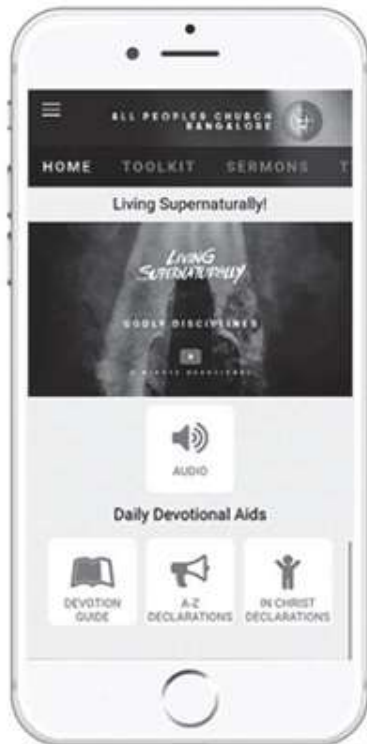 ALL PEOPLES CHURCH
BANGALORE
HOME TOOLKIT SERMONS T
Living Supernaturally!
LIVING
SUPERNATURALLY
GODLY DISCIPLINES
AUDIO
Daily Devotional Aids
DEVOTION
GUIDE
A-Z
DECLARATIONS
IN CHRIST
DECLARATIONS